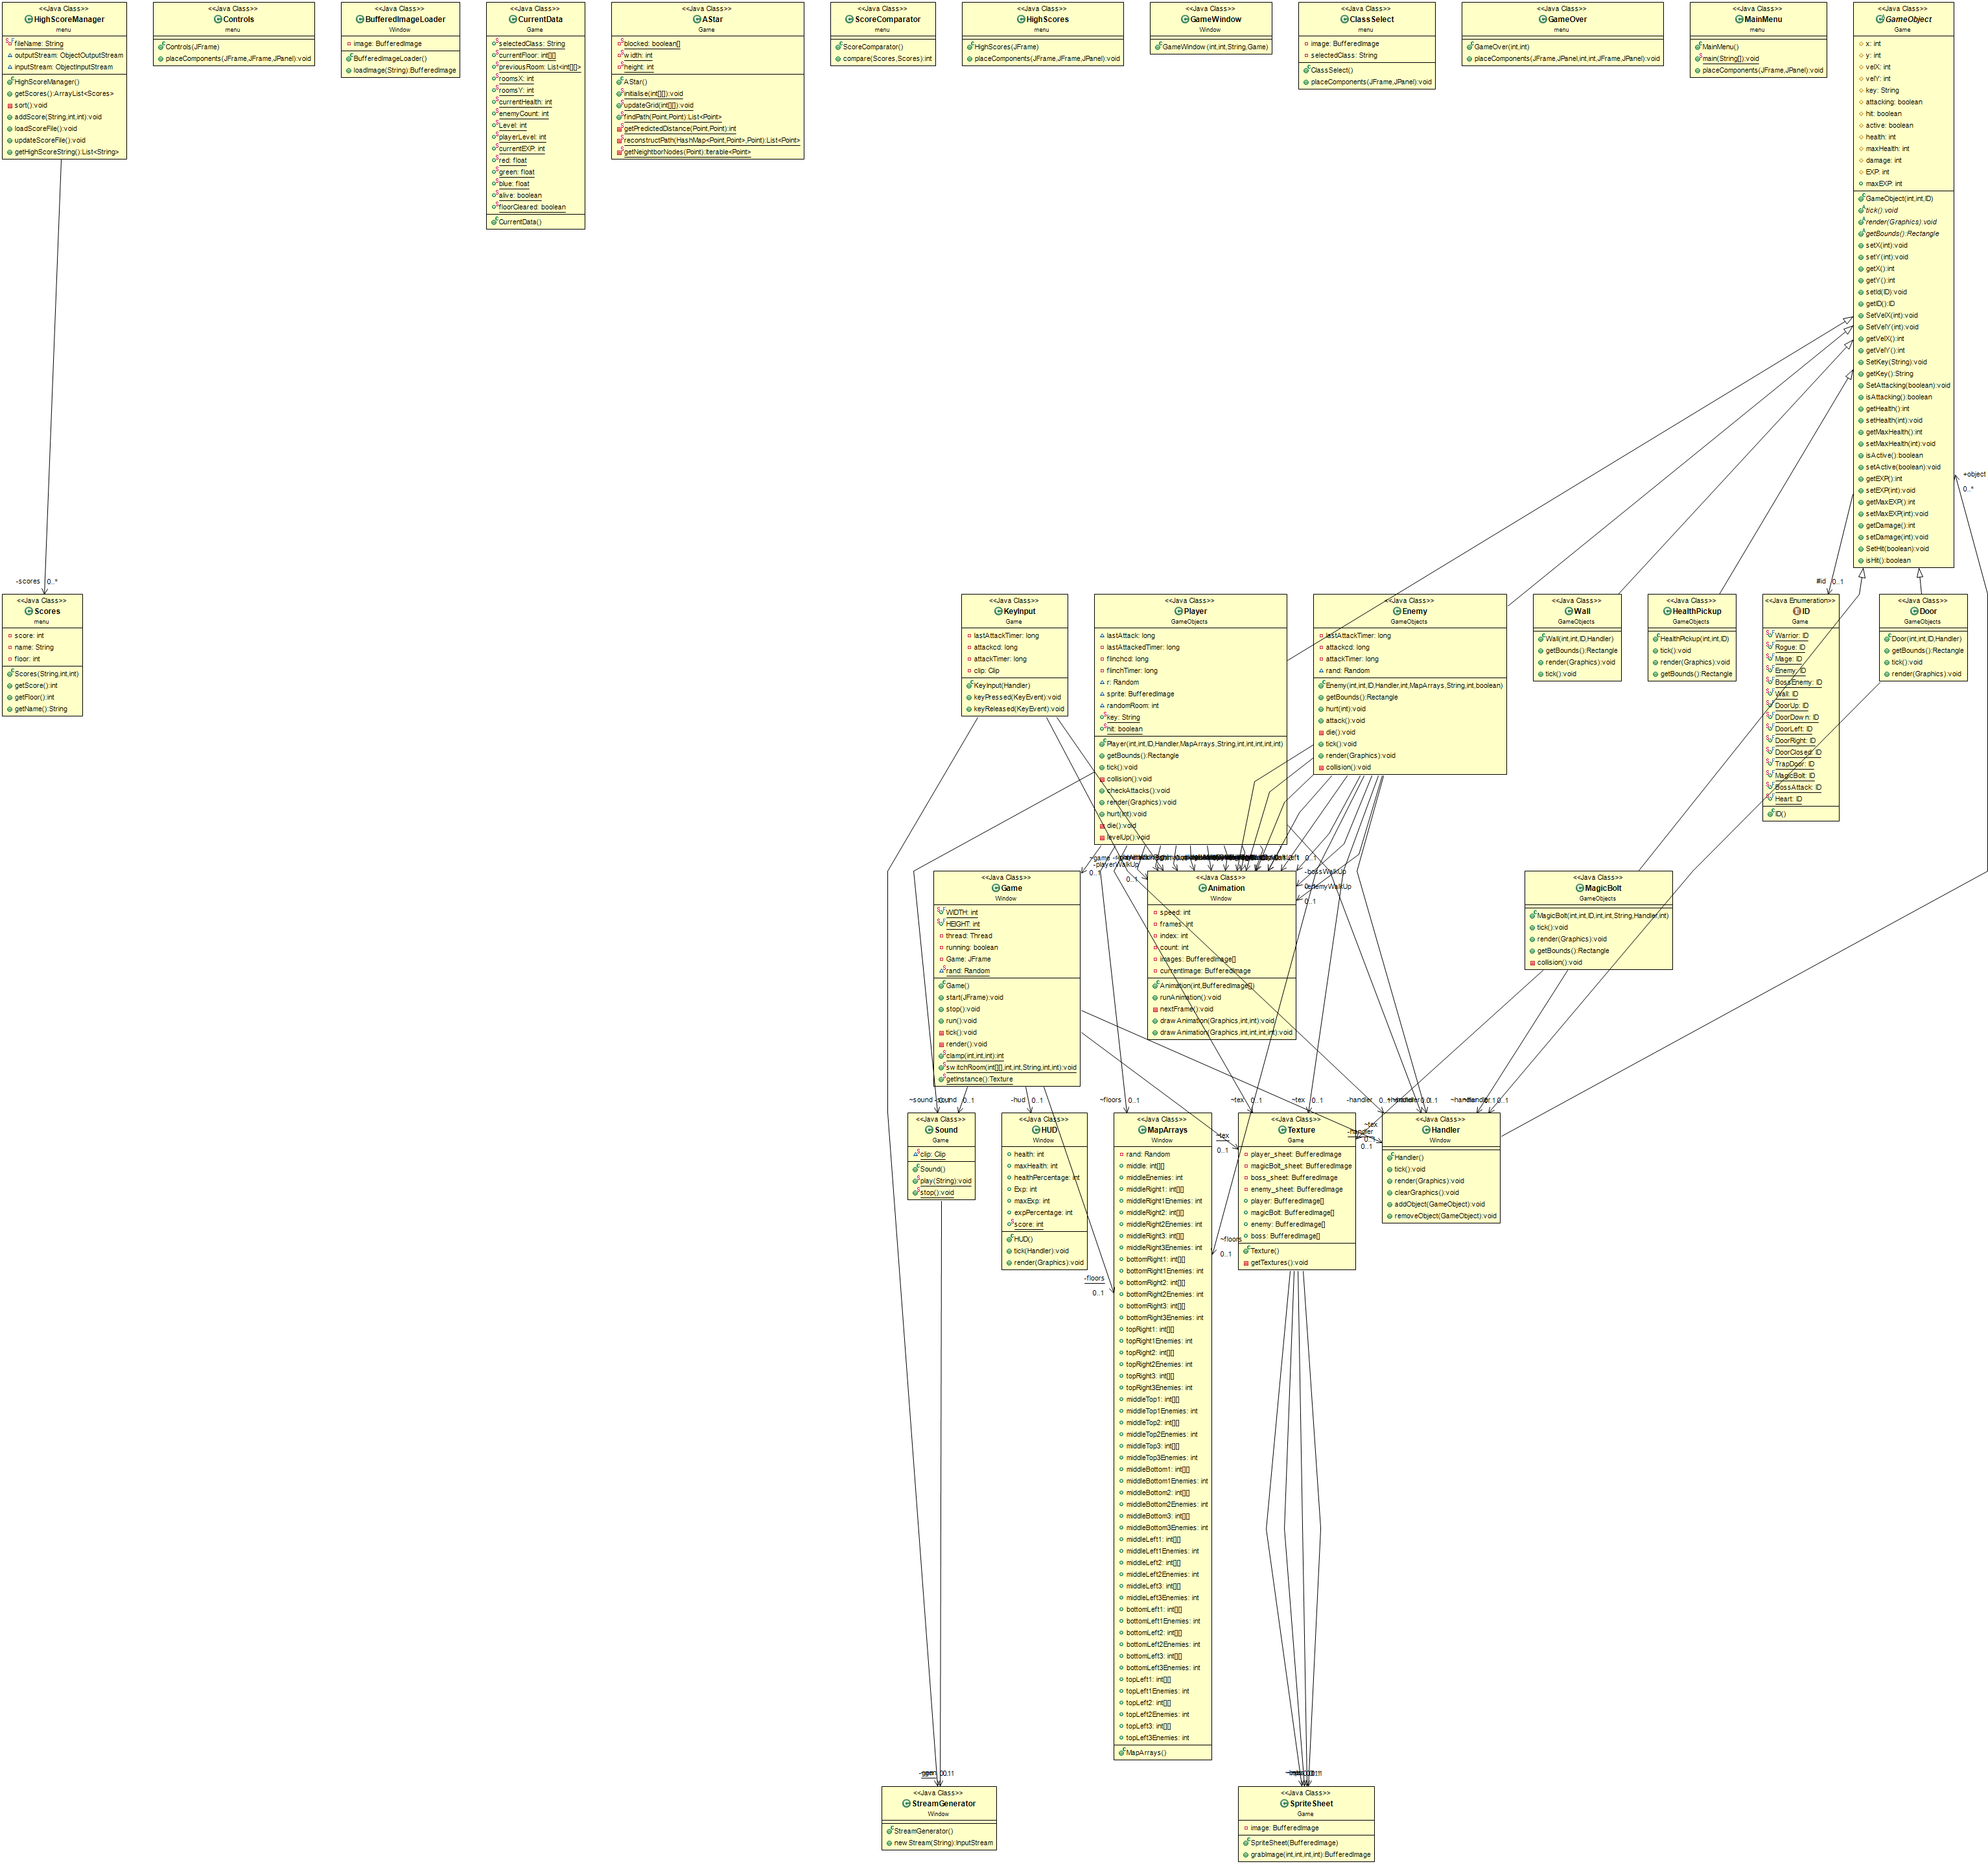 <<Java Class>>
HighScoreManager
menu
fileName: String
outputStream: ObjectOutputStream
inputStream: ObjectInputStream
HighScoreManager()
getScores():ArrayList<Scores>
sort():void
addScore(String,int,int):void
loadScoreFile():void
updateScoreFile():void
getHighScoreString():List<String>
<<Java Class>>
Controls
menu
Controls(JFrame)
placeComponents(JFrame,JFrame,JPanel):void
<<Java Class>>
BufferedImageLoader
Window
image: BufferedImage
BufferedImageLoader()
loadImage(String):BufferedImage
<<Java Class>>
CurrentData
Game
selectedClass: String
currentFloor: int[][]
previousRoom: List<int[][]>
roomsX: int
roomsY: int
currentHealth: int
enemyCount: int
Level: int
playerLevel: int
currentEXP: int
red: float
green: float
blue: float
alive: boolean
floorCleared: boolean
CurrentData()
<<Java Class>>
AStar
Game
blocked: boolean[]
width: int
height: int
AStar()
initialise(int[][]):void
updateGrid(int[][]):void
findPath(Point,Point):List<Point>
getPredictedDistance(Point,Point):int
reconstructPath(HashMap<Point,Point>,Point):List<Point>
getNeightborNodes(Point):Iterable<Point>
<<Java Class>>
ScoreComparator
menu
ScoreComparator()
compare(Scores,Scores):int
<<Java Class>>
HighScores
menu
HighScores(JFrame)
placeComponents(JFrame,JFrame,JPanel):void
<<Java Class>>
GameWindow
Window
GameWindow(int,int,String,Game)
<<Java Class>>
ClassSelect
menu
image: BufferedImage
selectedClass: String
ClassSelect()
placeComponents(JFrame,JPanel):void
<<Java Class>>
GameOver
menu
GameOver(int,int)
placeComponents(JFrame,JPanel,int,int,JFrame,JPanel):void
<<Java Class>>
MainMenu
menu
MainMenu()
main(String[]):void
placeComponents(JFrame,JPanel):void
<<Java Class>>
GameObject
Game
x: int
y: int
velX: int
velY: int
key: String
attacking: boolean
hit: boolean
active: boolean
health: int
maxHealth: int
damage: int
EXP: int
maxEXP: int
GameObject(int,int,ID)
tick():void
render(Graphics):void
getBounds():Rectangle
setX(int):void
setY(int):void
getX():int
getY():int
setId(ID):void
getID():ID
SetVelX(int):void
SetVelY(int):void
getVelX():int
getVelY():int
SetKey(String):void
getKey():String
SetAttacking(boolean):void
isAttacking():boolean
getHealth():int
setHealth(int):void
getMaxHealth():int
setMaxHealth(int):void
isActive():boolean
setActive(boolean):void
getEXP():int
setEXP(int):void
getMaxEXP():int
setMaxEXP(int):void
getDamage():int
setDamage(int):void
SetHit(boolean):void
isHit():boolean
+object
0..*
-scores 0..*
#id 0..1
<<Java Class>>
Scores
menu
score: int
name: String
floor: int
Scores(String,int,int)
getScore():int
getFloor():int
getName():String
<<Java Class>>
KeyInput
Game
lastAttackTimer: long
attackcd: long
attackTimer: long
clip: Clip
KeyInput(Handler)
keyPressed(KeyEvent):void
keyReleased(KeyEvent):void
<<Java Class>>
Player
GameObjects
lastAttack: long
lastAttackedTimer: long
flinchcd: long
flinchTimer: long
r: Random
sprite: BufferedImage
randomRoom: int
key: String
hit: boolean
Player(int,int,ID,Handler,MapArrays,String,int,int,int,int,int)
getBounds():Rectangle
tick():void
collision():void
checkAttacks():void
render(Graphics):void
hurt(int):void
die():void
levelUp():void
<<Java Class>>
Enemy
GameObjects
lastAttackTimer: long
attackcd: long
attackTimer: long
rand: Random
Enemy(int,int,ID,Handler,int,MapArrays,String,int,boolean)
getBounds():Rectangle
hurt(int):void
attack():void
die():void
tick():void
render(Graphics):void
collision():void
<<Java Class>>
Wall
GameObjects
Wall(int,int,ID,Handler)
getBounds():Rectangle
render(Graphics):void
tick():void
<<Java Class>>
HealthPickup
GameObjects
HealthPickup(int,int,ID)
tick():void
render(Graphics):void
getBounds():Rectangle
<<Java Enumeration>>
ID
Game
Warrior: ID
Rogue: ID
Mage: ID
Enemy: ID
BossEnemy: ID
Wall: ID
DoorUp: ID
DoorDown: ID
DoorLeft: ID
DoorRight: ID
DoorClosed: ID
TrapDoor: ID
MagicBolt: ID
BossAttack: ID
Heart: ID
ID()
<<Java Class>>
Door
GameObjects
Door(int,int,ID,Handler)
getBounds():Rectangle
tick():void
render(Graphics):void
~game
0..1
-playerWalkUp
0..1
-bossWalkUp
-enemyWalkUp
0..1
<<Java Class>>
Game
Window
WIDTH: int
HEIGHT: int
thread: Thread
running: boolean
Game: JFrame
rand: Random
Game()
start(JFrame):void
stop():void
run():void
tick():void
render():void
clamp(int,int,int):int
switchRoom(int[][],int,int,String,int,int):void
getInstance():Texture
<<Java Class>>
Animation
Window
speed: int
frames: int
index: int
count: int
images: BufferedImage[]
currentImage: BufferedImage
Animation(int,BufferedImage[])
runAnimation():void
nextFrame():void
drawAnimation(Graphics,int,int):void
drawAnimation(Graphics,int,int,int,int):void
<<Java Class>>
MagicBolt
GameObjects
MagicBolt(int,int,ID,int,int,String,Handler,int)
tick():void
render(Graphics):void
getBounds():Rectangle
collision():void
~sound
-hud 0..1
~floors 0..1
~tex 0..1
~tex 0..1
-handler
<<Java Class>>
Sound
Game
clip: Clip
Sound()
play(String):void
stop():void
<<Java Class>>
HUD
Window
health: int
maxHealth: int
healthPercentage: int
Exp: int
maxExp: int
expPercentage: int
score: int
HUD()
tick(Handler):void
render(Graphics):void
-floors
0..1
<<Java Class>>
MapArrays
Window
rand: Random
middle: int[][]
middleEnemies: int
middleRight1: int[][]
middleRight1Enemies: int
middleRight2: int[][]
middleRight2Enemies: int
middleRight3: int[][]
middleRight3Enemies: int
bottomRight1: int[][]
bottomRight1Enemies: int
bottomRight2: int[][]
bottomRight2Enemies: int
bottomRight3: int[][]
bottomRight3Enemies: int
topRight1: int[][]
topRight1Enemies: int
topRight2: int[][]
topRight2Enemies: int
topRight3: int[][]
topRight3Enemies: int
middleTop1: int[][]
middleTop1Enemies: int
middleTop2: int[][]
middleTop2Enemies: int
middleTop3: int[][]
middleTop3Enemies: int
middleBottom1: int[][]
middleBottom1Enemies: int
middleBottom2: int[][]
middleBottom2Enemies: int
middleBottom3: int[][]
middleBottom3Enemies: int
middleLeft1: int[][]
middleLeft1Enemies: int
middleLeft2: int[][]
middleLeft2Enemies: int
middleLeft3: int[][]
middleLeft3Enemies: int
bottomLeft1: int[][]
bottomLeft1Enemies: int
bottomLeft2: int[][]
bottomLeft2Enemies: int
bottomLeft3: int[][]
bottomLeft3Enemies: int
topLeft1: int[][]
topLeft1Enemies: int
topLeft2: int[][]
topLeft2Enemies: int
topLeft3: int[][]
topLeft3Enemies: int
MapArrays()
~tex
0..1
~floors
0..1
<<Java Class>>
Texture
Game
player_sheet: BufferedImage
magicBolt_sheet: BufferedImage
boss_sheet: BufferedImage
enemy_sheet: BufferedImage
player: BufferedImage[]
magicBolt: BufferedImage[]
enemy: BufferedImage[]
boss: BufferedImage[]
Texture()
getTextures():void
~tex
-handler
0..1
<<Java Class>>
Handler
Window
Handler()
tick():void
render(Graphics):void
clearGraphics():void
addObject(GameObject):void
removeObject(GameObject):void
<<Java Class>>
StreamGenerator
Window
StreamGenerator()
newStream(String):InputStream
<<Java Class>>
SpriteSheet
Game
image: BufferedImage
SpriteSheet(BufferedImage)
grabImage(int,int,int,int):BufferedImage